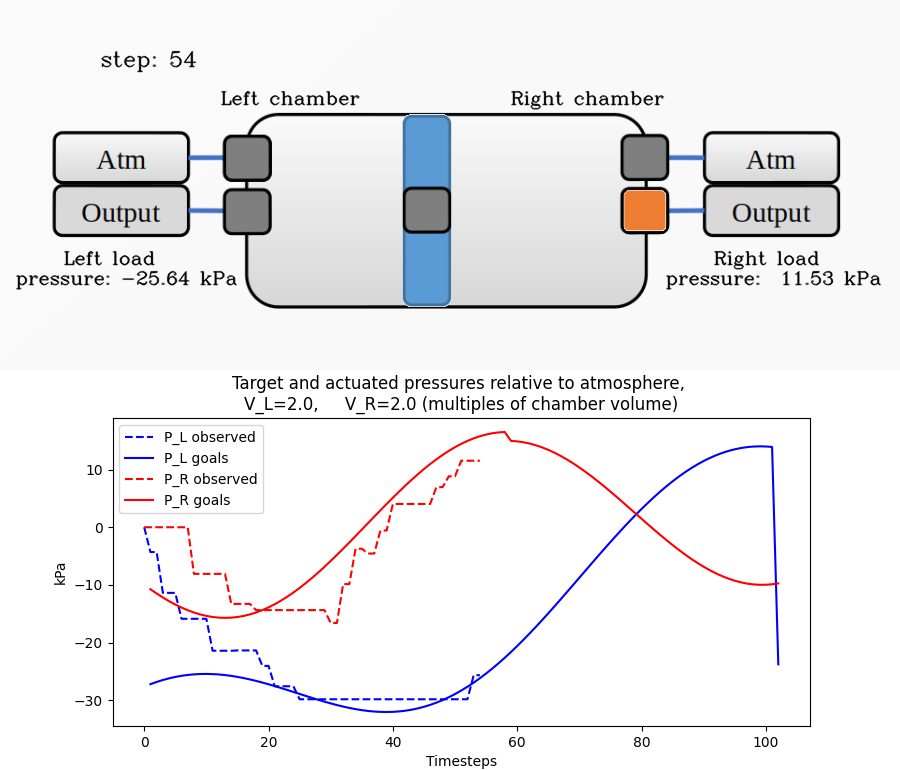 step: 54
Left chamber
Right chamber
Atm
Atm
Output
Output
Left load
pressure: −25.64 kPa
Right load
pressure: 11.53 kPa
Target and actuated pressures relative to atmosphere,
V_L=2.0, V_R=2.0 (multiples of chamber volume)
P_L observed
P_L goals
P_R observed
P_R goals
10
0
−10
−20
−30
kPa
0 20 40 60 80 100
Timesteps